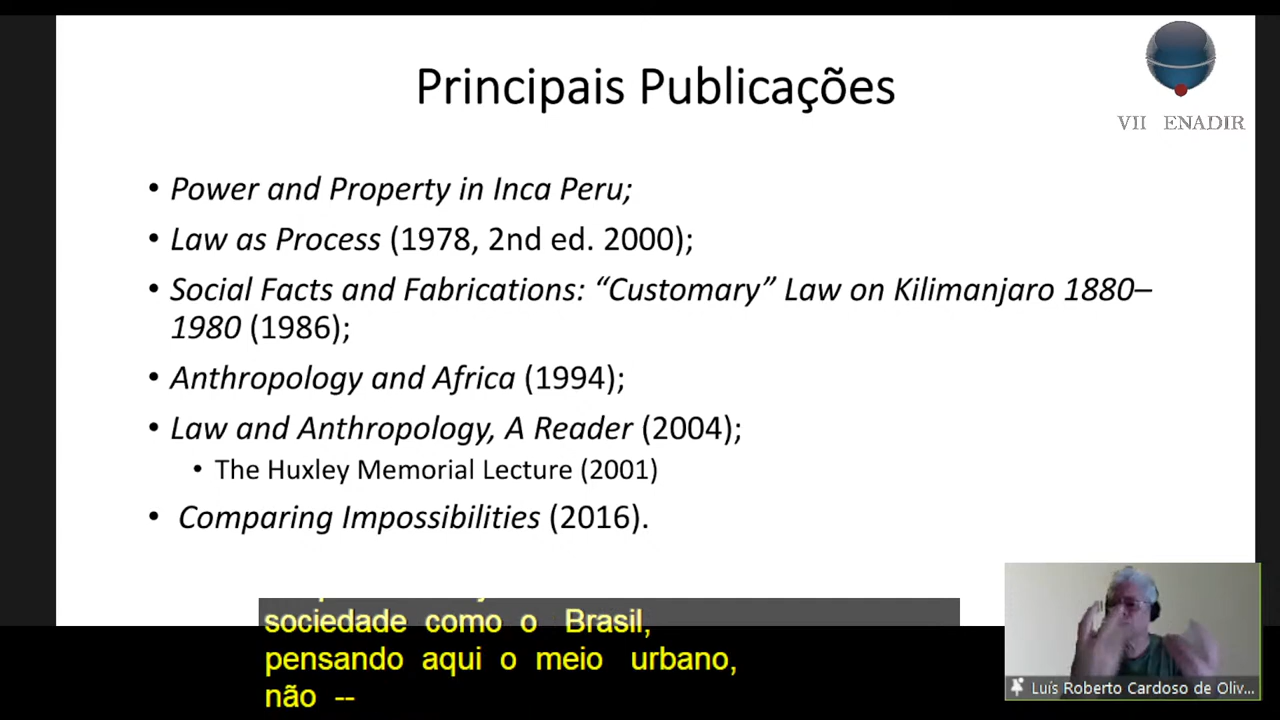 Principais Publicações
VII ENADIR
• Power and Property in Inca Peru;
• Law as Process (1978, 2nd ed. 2000);
• Social Facts and Fabrications: “Customary” Law on Kilimanjaro 1880–
1980 (1986);
• Anthropology and Africa (1994);
• Law and Anthropology, A Reader (2004);
• The Huxley Memorial Lecture (2001)
• Comparing Impossibilities (2016).
sociedade como o Brasil,
pensando aqui o meio urbano,
não --
Luís Roberto Cardoso de Oliv...